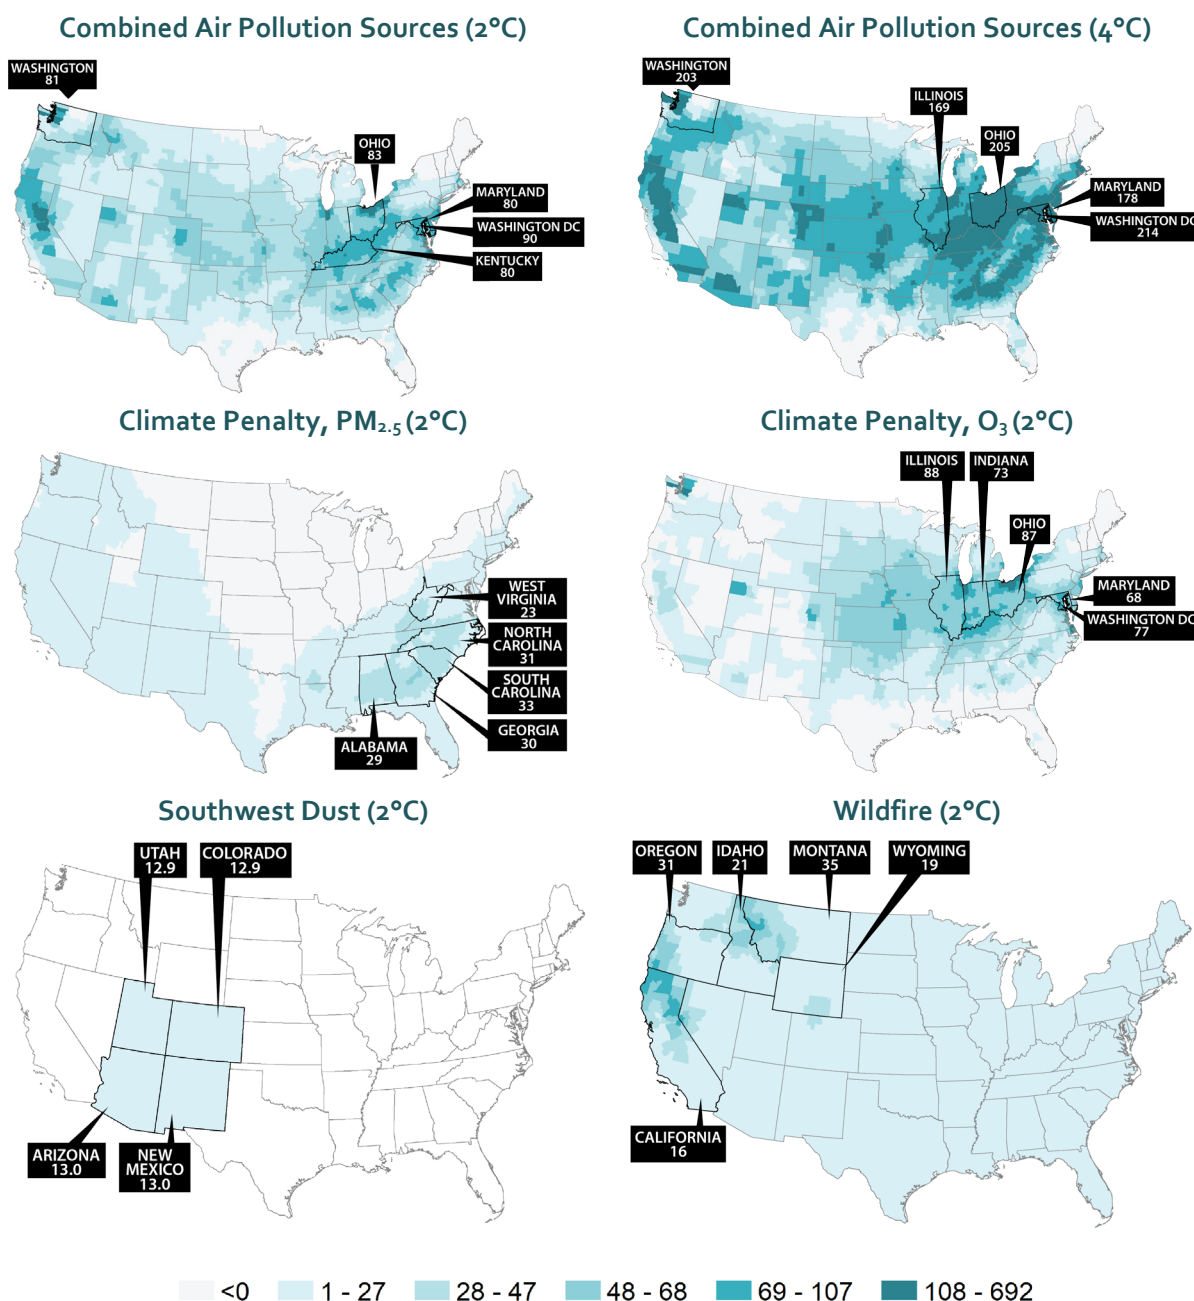 Combined Air Pollution Sources (2°C)
WASHINGTON
81
OHIO
83
MARYLAND
80
WASHINGTON DC
90
KENTUCKY
80
Combined Air Pollution Sources (4°C)
WASHINGTON
203
ILLINOIS
169
OHIO
205
MARYLAND
178
WASHINGTON DC
214
Climate Penalty, PM₂.₅ (2°C)
WEST
VIRGINIA
23
NORTH
CAROLINA
31
SOUTH
CAROLINA
33
GEORGIA
30
ALABAMA
29
Climate Penalty, O₃ (2°C)
ILLINOIS
88
INDIANA
73
OHIO
87
MARYLAND
68
WASHINGTON DC
77
Southwest Dust (2°C)
UTAH
12.9
COLORADO
12.9
ARIZONA
13.0
NEW
MEXICO
13.0
Wildfire (2°C)
OREGON
31
IDAHO
21
MONTANA
35
WYOMING
19
CALIFORNIA
16
<0
1 - 27
28 - 47
48 - 68
69 - 107
108 - 692